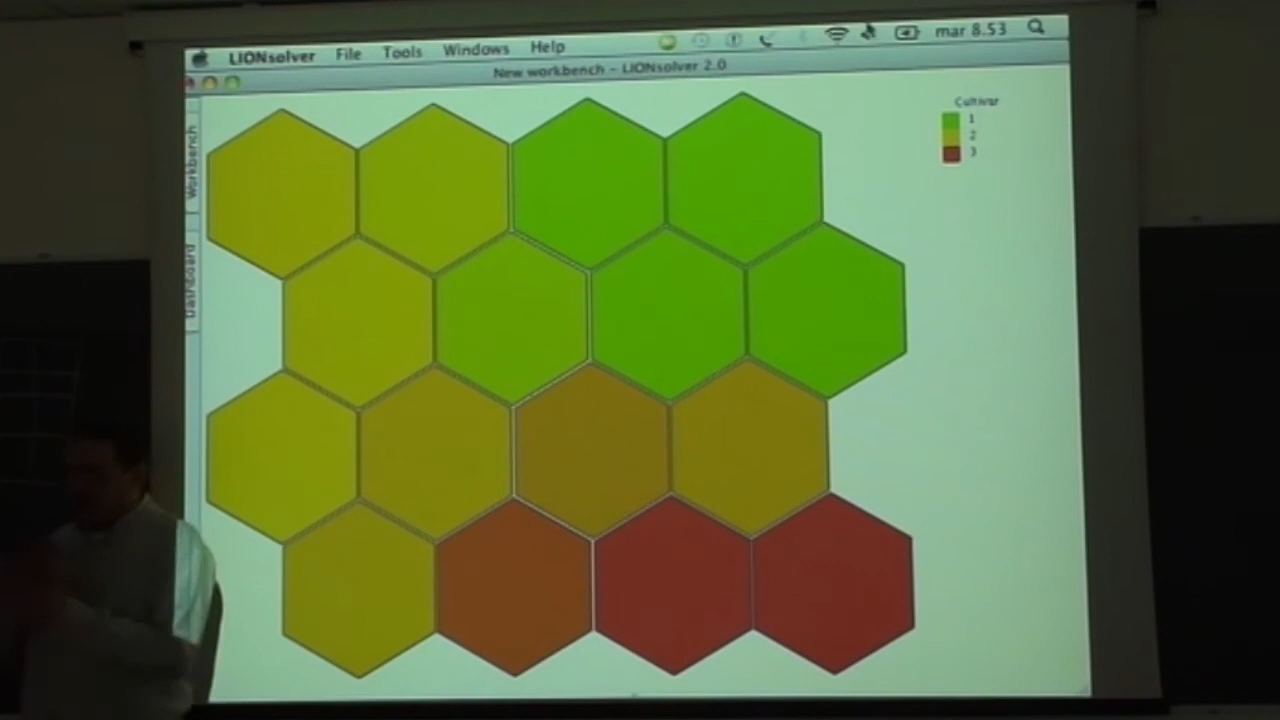 LIONsolver File Tools Windows Help mar 8.53
New workbench – LIONsolver 2.0
Workbench
Dashboard
Cultivar
1
2
3